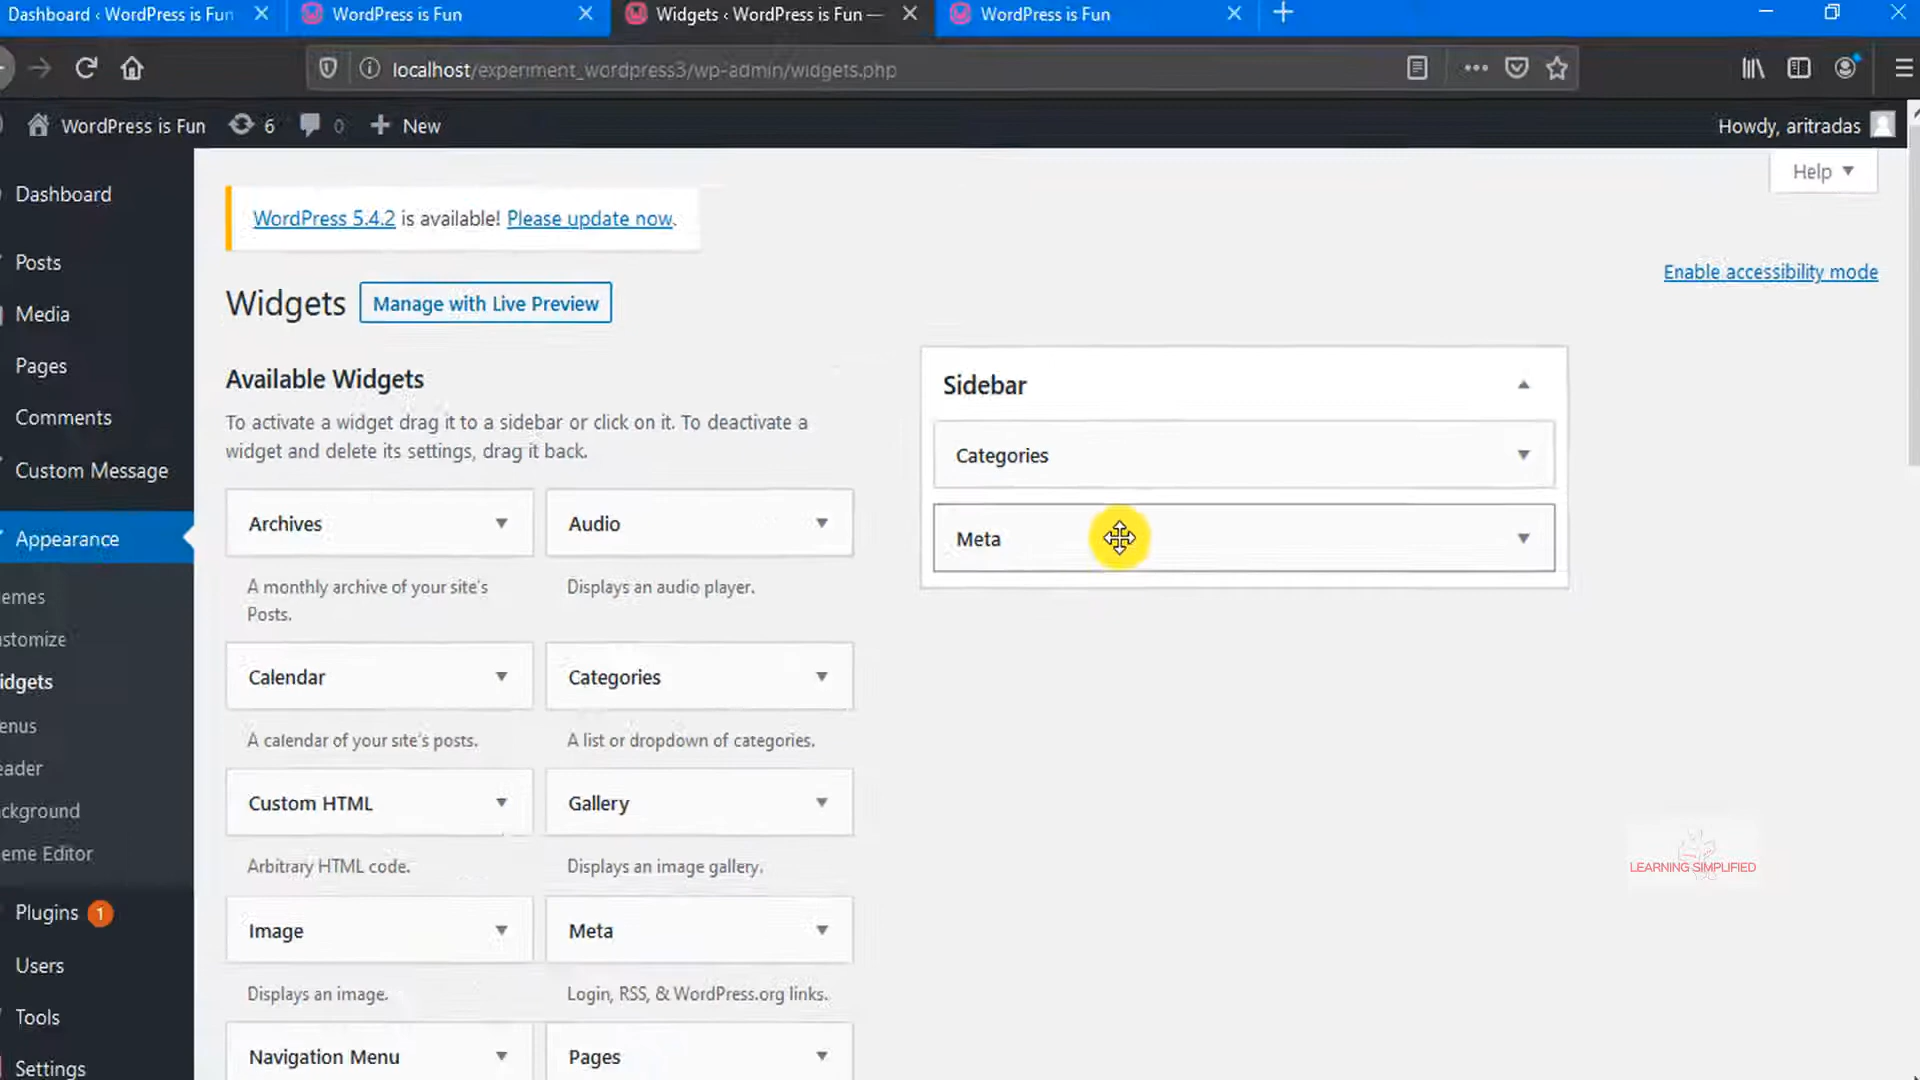 Dashboard ‹ WordPress is Fun
WordPress is Fun
Widgets ‹ WordPress is Fun —
WordPress is Fun
localhost/experiment_wordpress3/wp-admin/widgets.php
WordPress is Fun
6
0
New
Howdy, aritradas
Help
Dashboard
Posts
Media
Pages
Comments
Custom Message
Appearance
emes
stomize
idgets
enus
eader
ckground
eme Editor
Plugins 1
Users
Tools
Settings
WordPress 5.4.2 is available! Please update now.
Enable accessibility mode
Widgets
Manage with Live Preview
Available Widgets
To activate a widget drag it to a sidebar or click on it. To deactivate a
widget and delete its settings, drag it back.
Archives
A monthly archive of your site's
Posts.
Audio
Displays an audio player.
Calendar
A calendar of your site's posts.
Categories
A list or dropdown of categories.
Custom HTML
Arbitrary HTML code.
Gallery
Displays an image gallery.
Image
Displays an image.
Meta
Login, RSS, & WordPress.org links.
Navigation Menu
Pages
Sidebar
Categories
Meta
LEARNING SIMPLIFIED